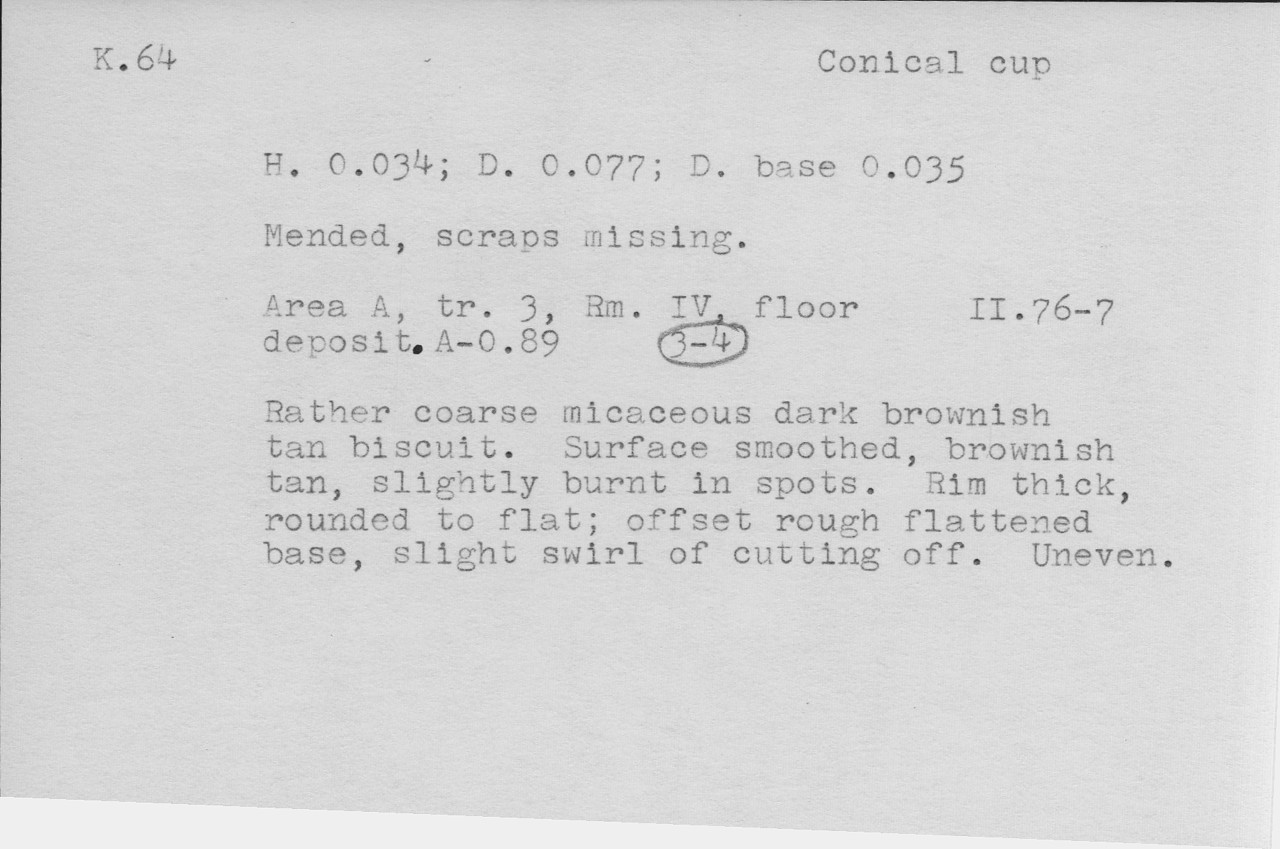 K.64 Conical cup
H. 0.034; D. 0.077; D. base 0.035
Mended, scraps missing.
Area A, tr. 3, Rm. IV, floor II.76-7
deposit. A-0.89 3-4
Rather coarse micaceous dark brownish
tan biscuit. Surface smoothed, brownish
tan, slightly burnt in spots. Rim thick,
rounded to flat; offset rough flattened
base, slight swirl of cutting off. Uneven.